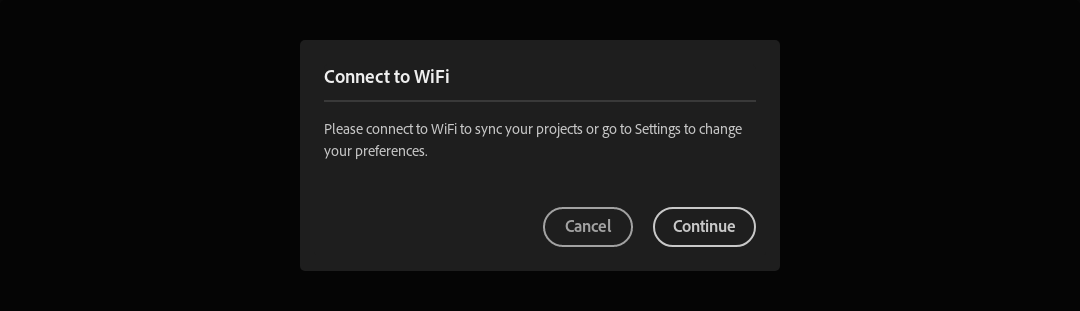 Connect to WiFi
Please connect to WiFi to sync your projects or go to Settings to change
your preferences.
Cancel
Continue